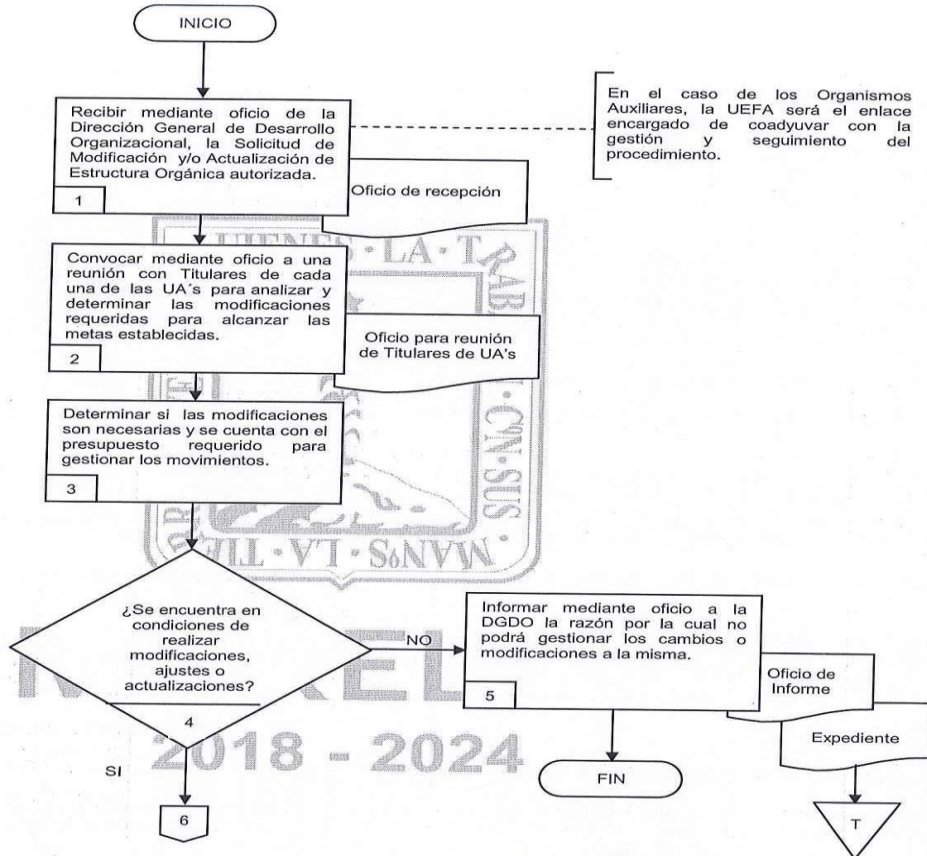 INICIO
Recibir mediante oficio de la
Dirección General de Desarrollo
Organizacional, la Solicitud de
Modificación y/o Actualización de
Estructura Orgánica autorizada.
1
Oficio de recepción
En el caso de los Organismos
Auxiliares, la UEFA será el enlace
encargado de coadyuvar con la
gestión y seguimiento del
procedimiento.
Convocar mediante oficio a una
reunión con Titulares de cada
una de las UA´s para analizar y
determinar las modificaciones
requeridas para alcanzar las
metas establecidas.
2
Oficio para reunión
de Titulares de UA's
Determinar si las modificaciones
son necesarias y se cuenta con el
presupuesto requerido para
gestionar los movimientos.
3
¿Se encuentra en
condiciones de
realizar
modificaciones,
ajustes o
actualizaciones?
4
NO
SI
6
Informar mediante oficio a la
DGDO la razón por la cual no
podrá gestionar los cambios o
modificaciones a la misma.
5
Oficio de
Informe
Expediente
FIN
T
LA
CON SUS
MANOS LA
2018 - 2024